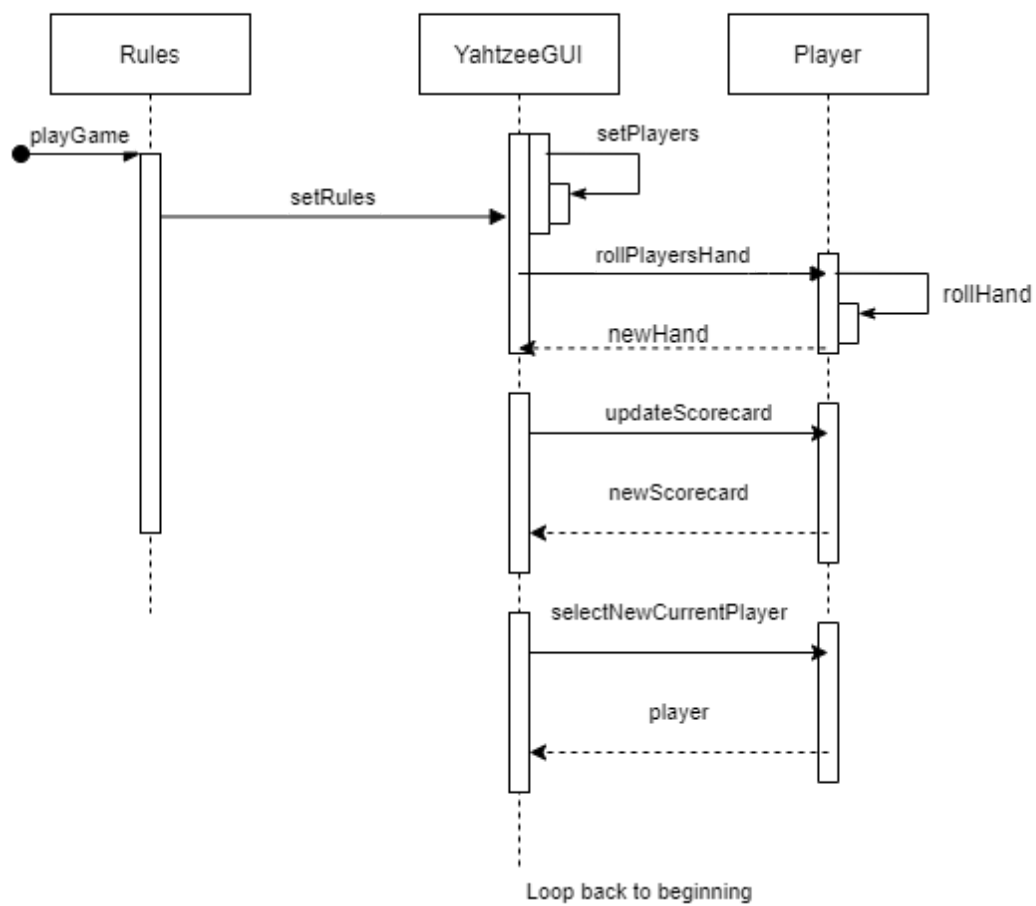 Rules
YahtzeeGUI
Player
playGame
setPlayers
setRules
rollPlayersHand
rollHand
newHand
updateScorecard
newScorecard
selectNewCurrentPlayer
player
Loop back to beginning